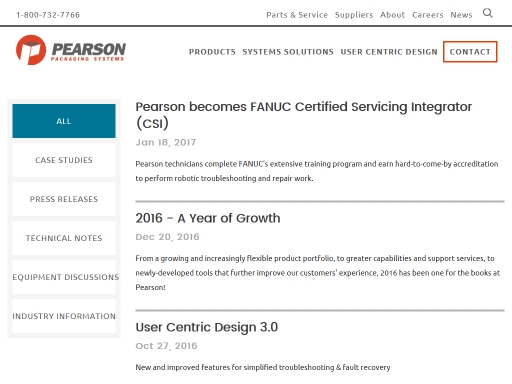 1-800-732-7766
Parts & Service Suppliers About Careers News
PEARSON
PACKAGING SYSTEMS
PRODUCTS SYSTEMS SOLUTIONS USER CENTRIC DESIGN CONTACT
ALL
CASE STUDIES
PRESS RELEASES
TECHNICAL NOTES
EQUIPMENT DISCUSSIONS
INDUSTRY INFORMATION
Pearson becomes FANUC Certified Servicing Integrator
(CSI)
Jan 18, 2017
Pearson technicians complete FANUC's extensive training program and earn hard-to-come-by accreditation
to perform robotic troubleshooting and repair work.
2016 - A Year of Growth
Dec 20, 2016
From a growing and increasingly flexible product portfolio, to greater capabilities and support services, to
newly-developed tools that further improve our customers' experience, 2016 has been one for the books at
Pearson!
User Centric Design 3.0
Oct 27, 2016
New and improved features for simplified troubleshooting & fault recovery